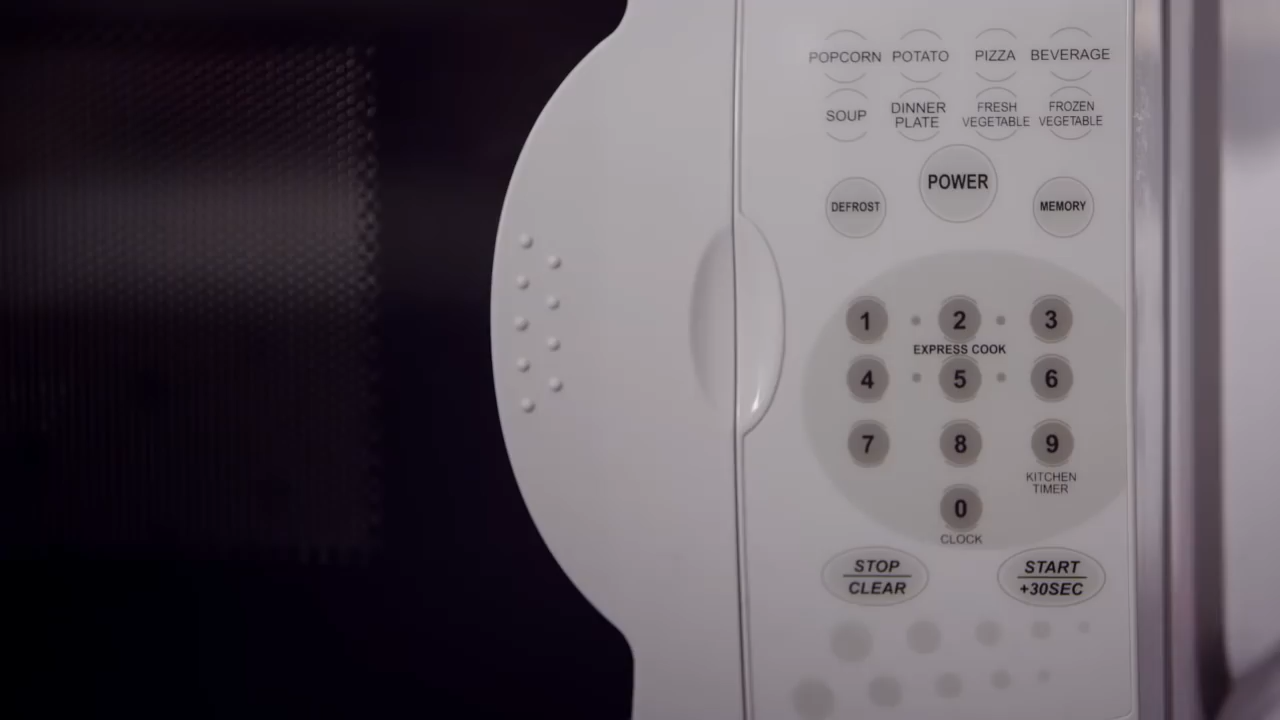 POPCORN POTATO PIZZA BEVERAGE
SOUP DINNER PLATE FRESH VEGETABLE FROZEN VEGETABLE
POWER
DEFROST MEMORY
1 2 3
EXPRESS COOK
4 5 6
7 8 9
KITCHEN
TIMER
0
CLOCK
STOP START
CLEAR +30SEC